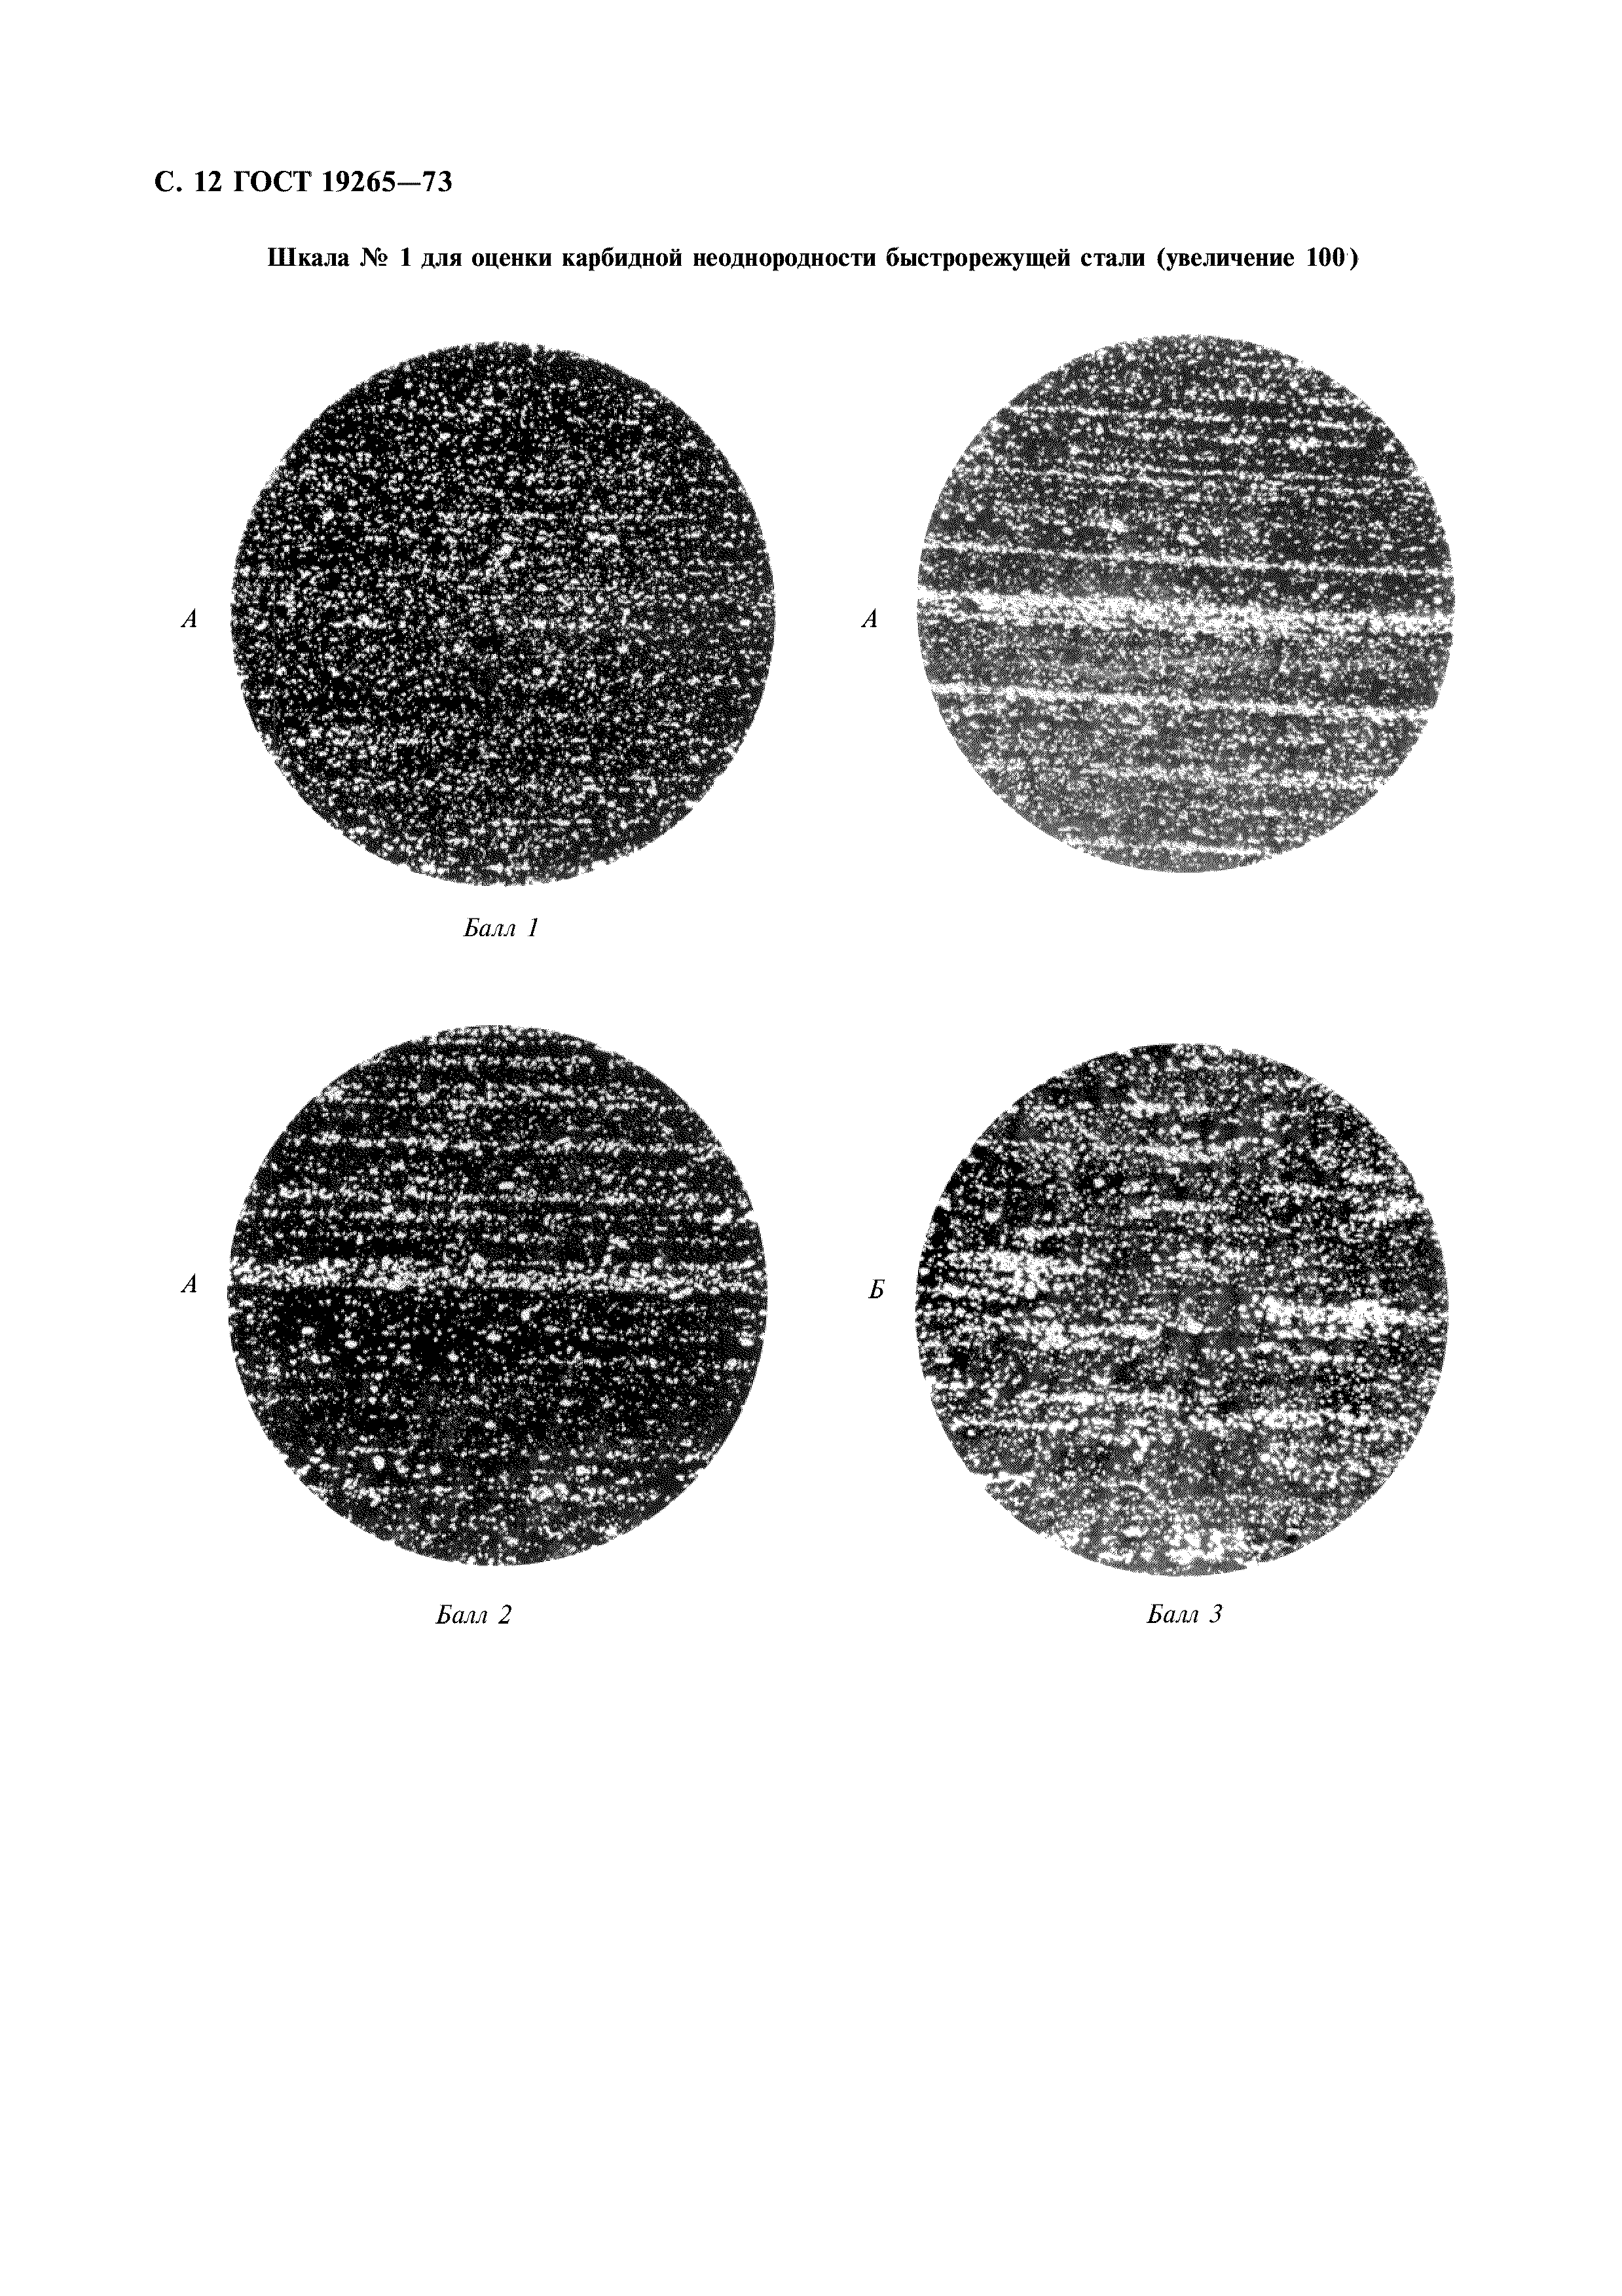 С. 12 ГОСТ 19265—73
Шкала № 1 для оценки карбидной неоднородности быстрорежущей стали (увеличение 100)
А
А
Балл 1
А
Б
Балл 2
Балл 3